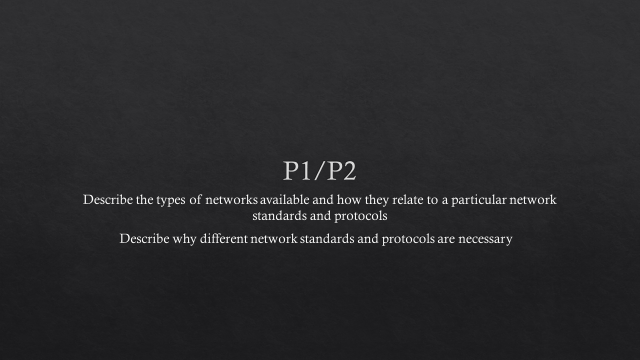 P1/P2
Describe the types of networks available and how they relate to a particular network
standards and protocols
Describe why different network standards and protocols are necessary